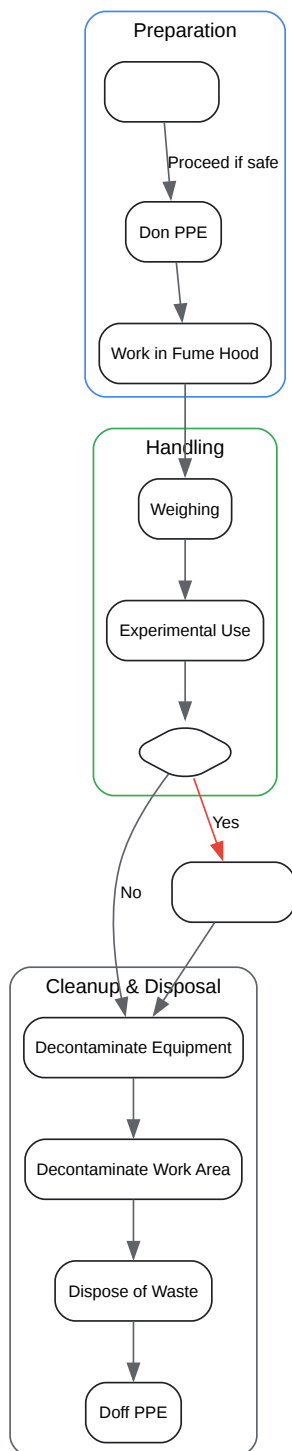 Preparation
Proceed if safe
Don PPE
Work in Fume Hood
Handling
Weighing
Experimental Use
Yes
No
Cleanup & Disposal
Decontaminate Equipment
Decontaminate Work Area
Dispose of Waste
Doff PPE